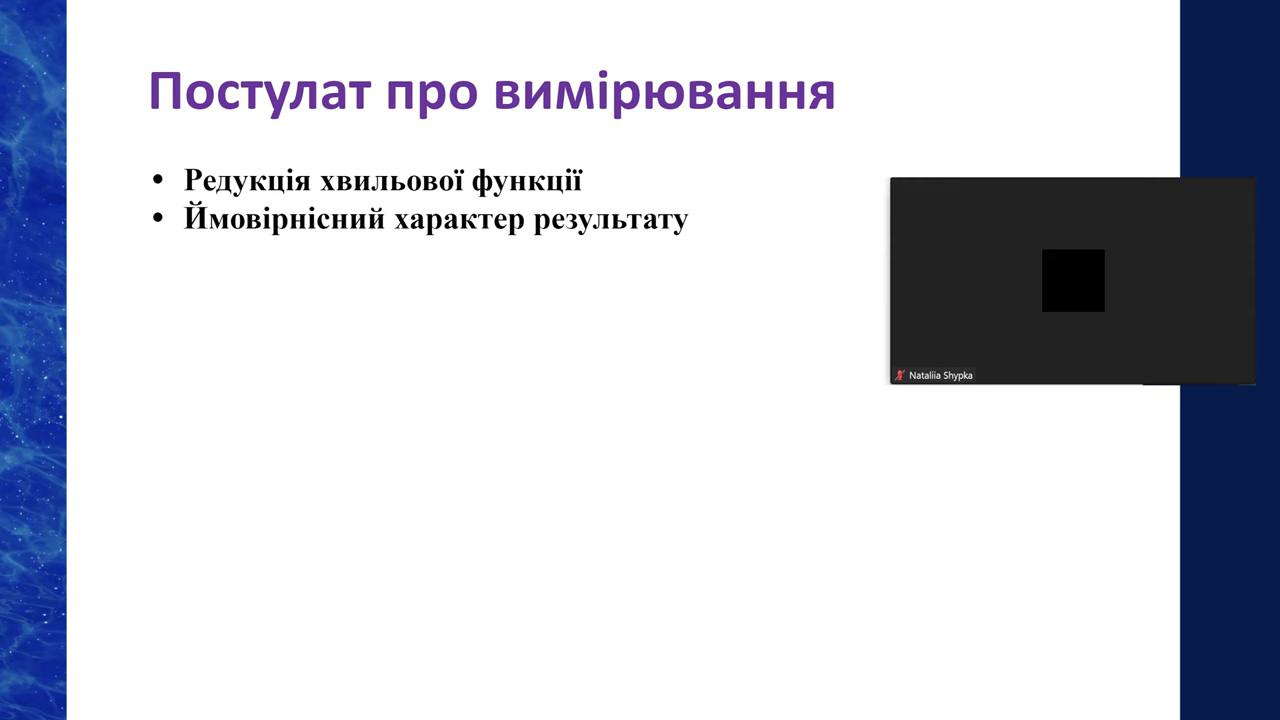 Постулат про вимірювання
• Редукція хвильової функції
• Ймовірнісний характер результату
Nataliia Shypka